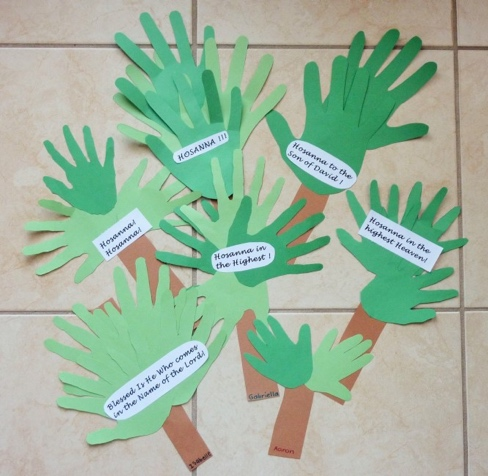 HOSANNA !!!
Hosanna to the
Son of David !
Hosanna!
Hosanna!
Hosanna in
the Highest !
Hosanna in the
highest Heaven!
Blessed Is He Who comes
in the Name of the Lord!
Gabriella
Aaron